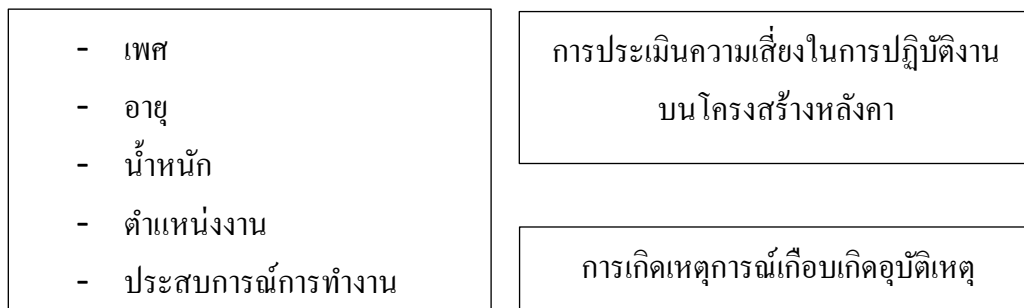 - เพศ
- อายุ
- น้ำหนัก
- ตำแหน่งงาน
- ประสบการณ์การทำงาน
การประเมินความเสี่ยงในการปฏิบัติงาน
บนโครงสร้างหลังคา
การเกิดเหตุการณ์เกือบเกิดอุบัติเหตุ